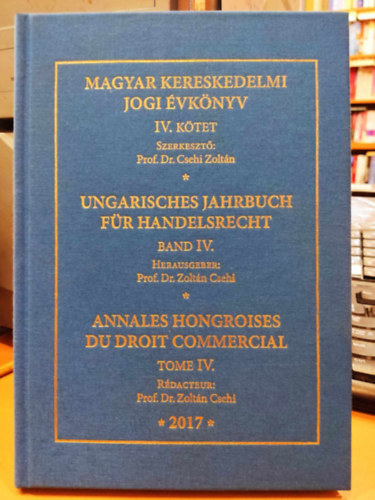 MAGYAR KERESKEDELMI
JOGI ÉVKÖNYV
IV. KÖTET
SZERKESZTŐ:
Prof. Dr. Csehi Zoltán
*
UNGARISCHES JAHRBUCH
FÜR HANDELSRECHT
BAND IV.
HERAUSGEBER:
Prof. Dr. Zoltán Csehi
*
ANNALES HONGROISES
DU DROIT COMMERCIAL
TOME IV.
RÉDACTEUR:
Prof. Dr. Zoltán Csehi
* 2017 *